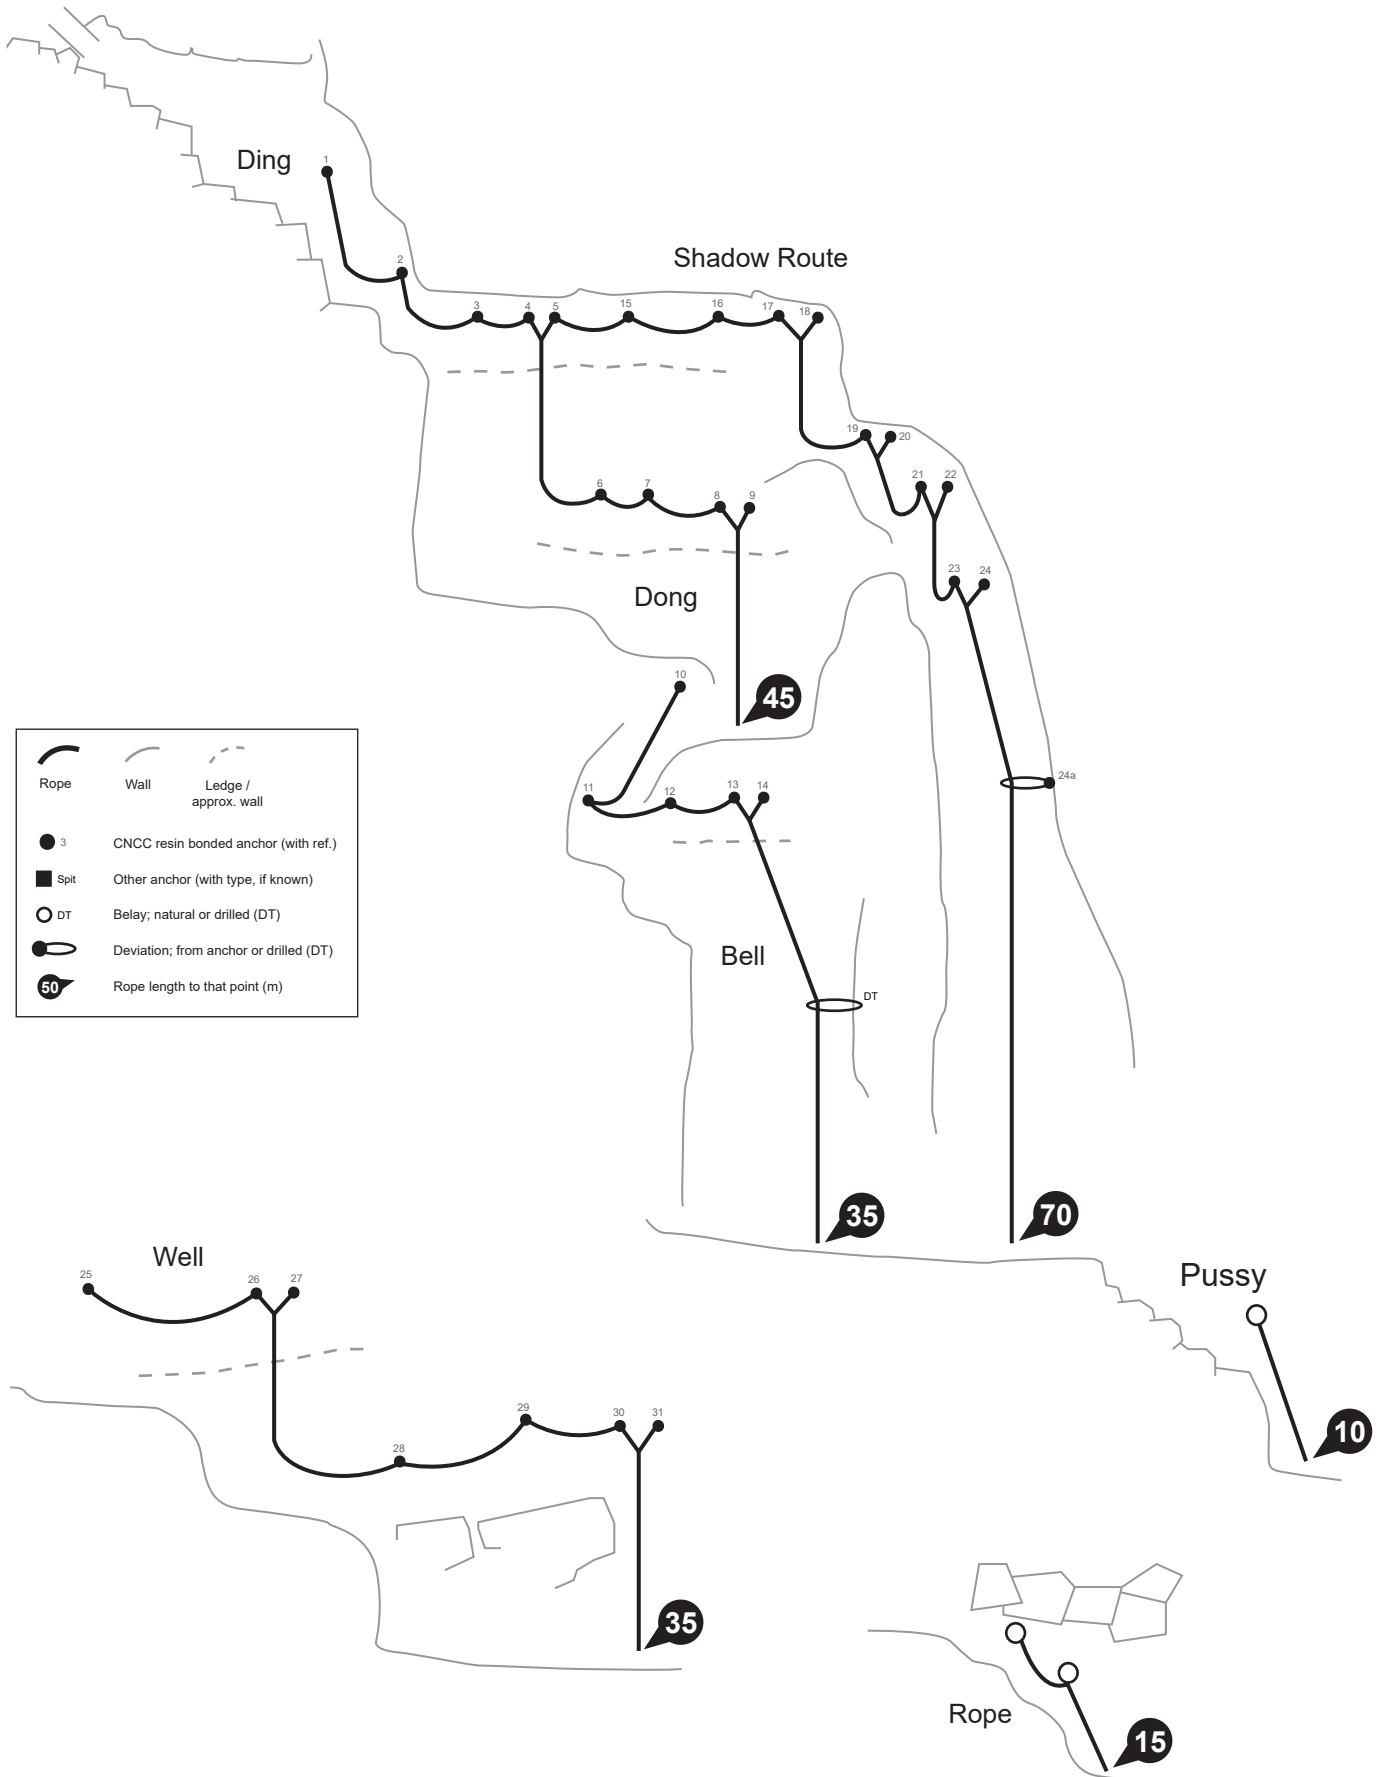 Ding
1
2
Shadow Route
3
4
5
15
16
17
18
19
20
21
22
6
7
8
9
23
24
Dong
10
45
24a
11
12
13
14
Rope
Wall
Ledge /
approx. wall
3
CNCC resin bonded anchor (with ref.)
Spit
Other anchor (with type, if known)
DT
Belay; natural or drilled (DT)
Deviation; from anchor or drilled (DT)
50
Rope length to that point (m)
Bell
DT
35
70
Well
25
26
27
Pussy
10
28
29
30
31
35
Rope
15